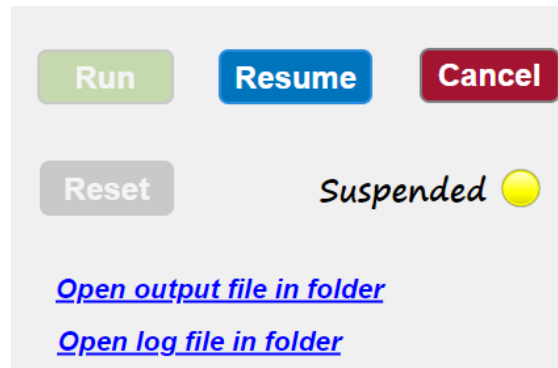 Run Resume Cancel
Reset Suspended
Open output file in folder
Open log file in folder